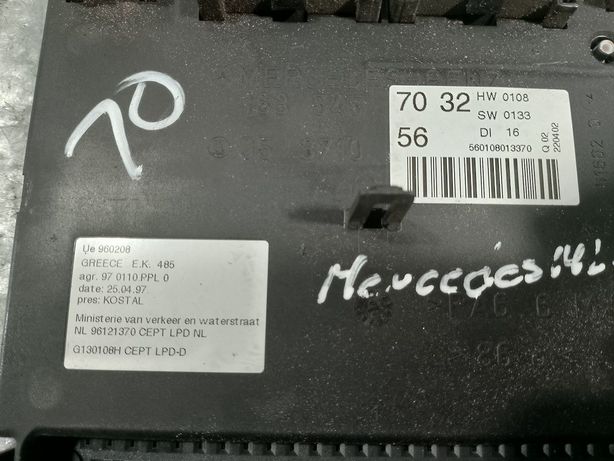 10
70 32 HW 0108
SW 0133
56 DI 16
560108013370
Q 02
220402
Ue 960208
GREECE E.K. 485
agr. 97 0110.PPL 0
date: 25.04.97
pres: KOSTAL
Ministerie van verkeer en waterstraat
NL 96121370 CEPT LPD NL
G130108H CEPT LPD-D
Mercedes ML